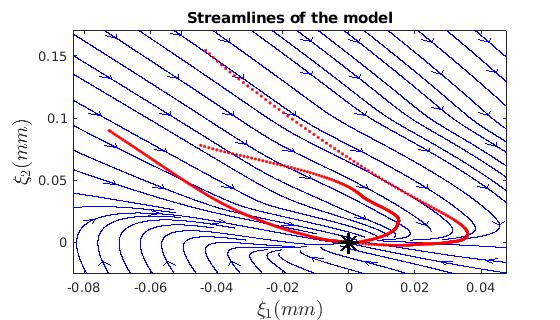 Streamlines of the model
0.15
0.1
0.05
0
ξ₂(mm)
-0.08 -0.06 -0.04 -0.02 0 0.02 0.04
ξ₁(mm)